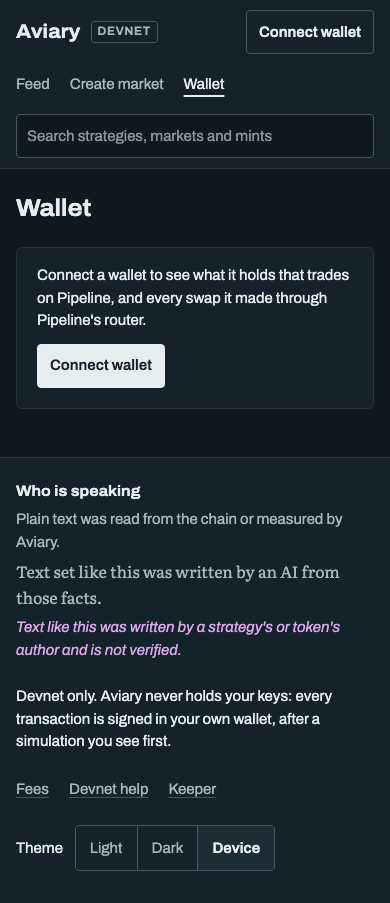 Aviary DEVNET Connect wallet
Feed Create market Wallet
Search strategies, markets and mints
Wallet
Connect a wallet to see what it holds that trades
on Pipeline, and every swap it made through
Pipeline's router.
Connect wallet
Who is speaking
Plain text was read from the chain or measured by
Aviary.
Text set like this was written by an AI from
those facts.
Text like this was written by a strategy's or token's
author and is not verified.
Devnet only. Aviary never holds your keys: every
transaction is signed in your own wallet, after a
simulation you see first.
Fees Devnet help Keeper
Theme Light Dark Device